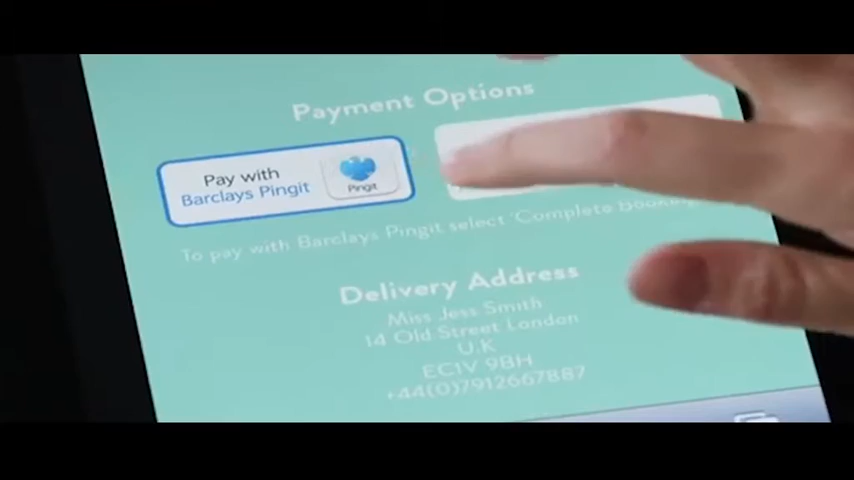 Payment Options
Pay with
Barclays Pingit
Pingit
To pay with Barclays Pingit select 'Complete Booking
Delivery Address
Miss Jess Smith
14 Old Street London
U.K
EC1V 9BH
+44(0)7912667887